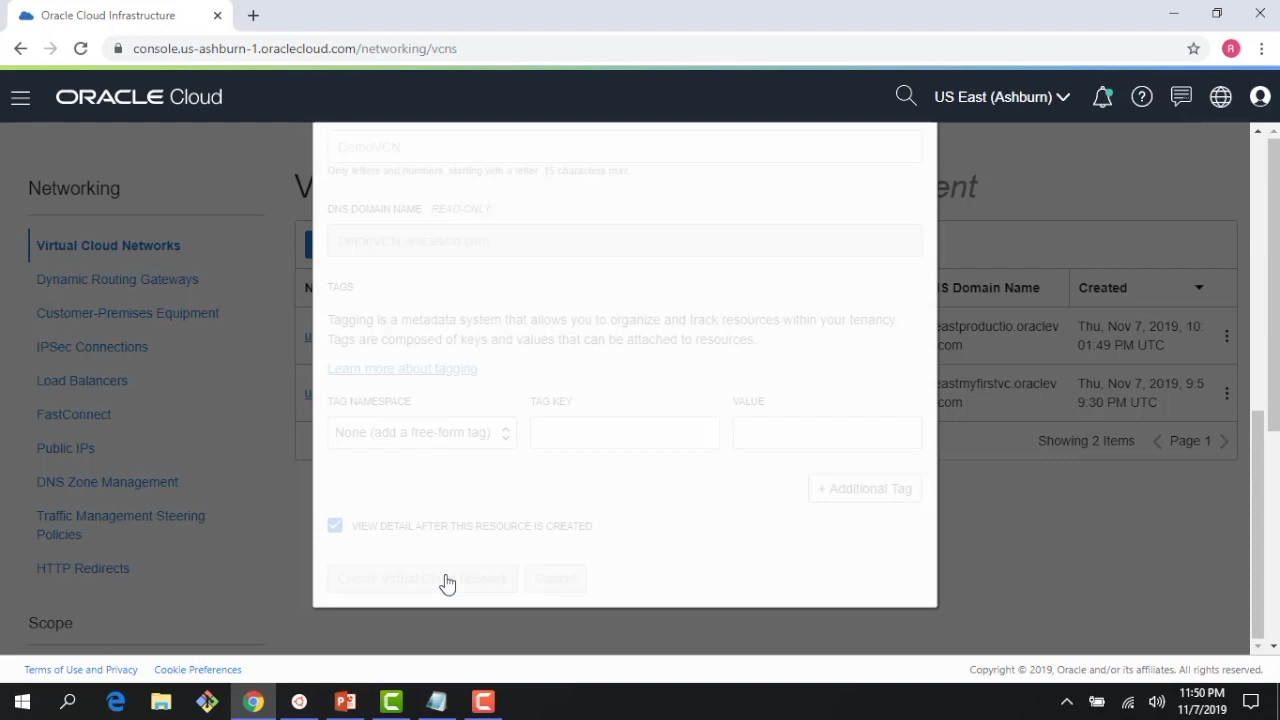 Oracle Cloud Infrastructure
console.us-ashburn-1.oraclecloud.com/networking/vcns
R
ORACLE Cloud
US East (Ashburn)
Networking
Virtual Cloud Networks
Dynamic Routing Gateways
Customer-Premises Equipment
IPSec Connections
Load Balancers
FastConnect
Public IPs
DNS Zone Management
Traffic Management Steering
Policies
HTTP Redirects
Scope
DemoVCN
Only letters and numbers, starting with a letter. 15 characters max.
DNS DOMAIN NAME READ-ONLY
DemoVCN.oraclevcn.com
TAGS
Tagging is a metadata system that allows you to organize and track resources within your tenancy.
Tags are composed of keys and values that can be attached to resources.
Learn more about tagging
TAG NAMESPACE
TAG KEY
VALUE
None (add a free-form tag)
+ Additional Tag
VIEW DETAIL AFTER THIS RESOURCE IS CREATED
Create Virtual Cloud Network
Cancel
Domain Name
Created
eastproductio.oraclev
.com
Thu, Nov 7, 2019, 10:
01:49 PM UTC
eastmyfirstvc.oraclev
.com
Thu, Nov 7, 2019, 9:5
9:30 PM UTC
Showing 2 Items
Page 1
Terms of Use and Privacy
Cookie Preferences
Copyright © 2019, Oracle and/or its affiliates. All rights reserved.
11:50 PM
11/7/2019